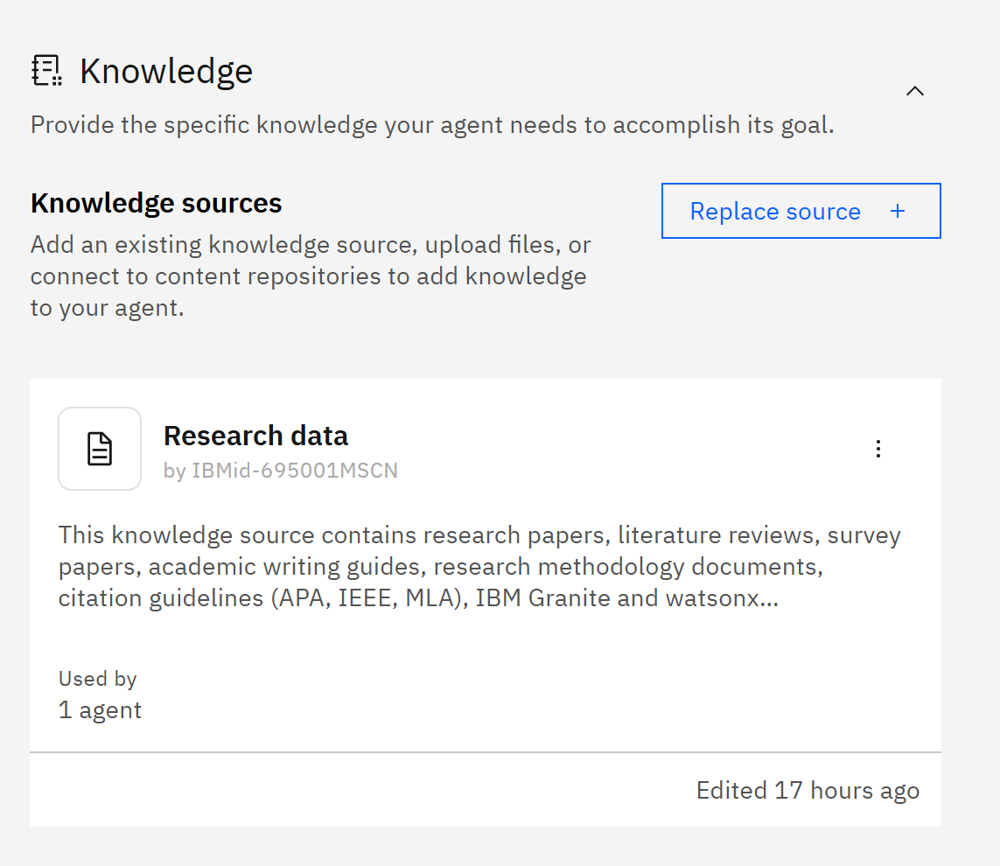 Knowledge
Provide the specific knowledge your agent needs to accomplish its goal.
Knowledge sources
Replace source +
Add an existing knowledge source, upload files, or
connect to content repositories to add knowledge
to your agent.
Research data
by IBMid-695001MSCN
This knowledge source contains research papers, literature reviews, survey
papers, academic writing guides, research methodology documents,
citation guidelines (APA, IEEE, MLA), IBM Granite and watsonx...
Used by
1 agent
Edited 17 hours ago